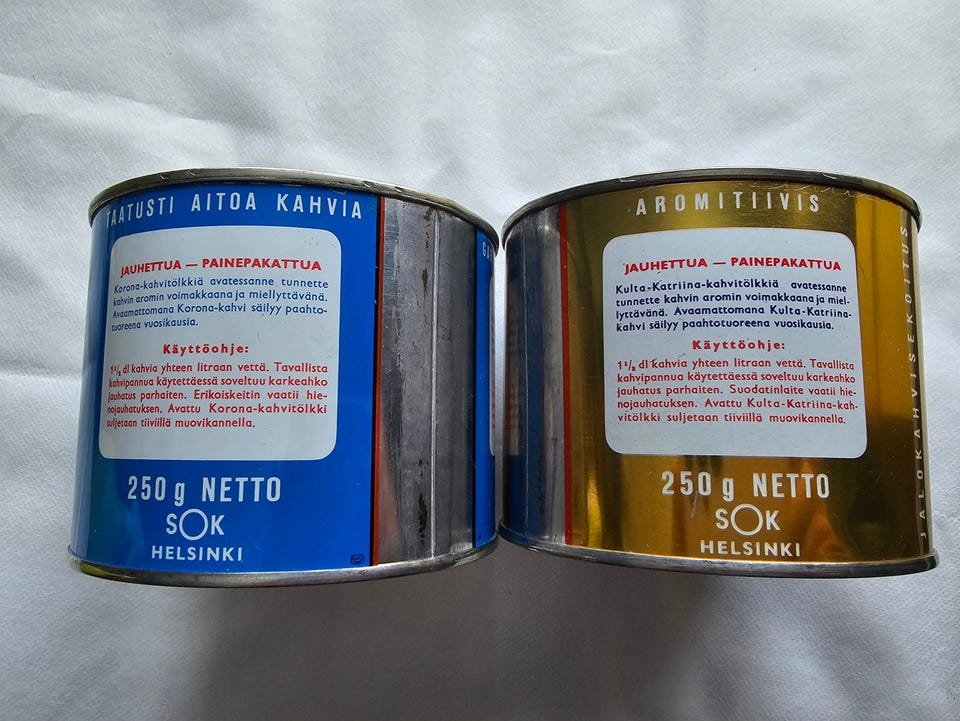 TAATUSTI AITOA KAHVIA
JAUHETTUA — PAINEPAKATTUA
Korona-kahvitölkkiä avatessanne tunnette
kahvin aromin voimakkaana ja miellyttävänä.
Avaamattomana Korona-kahvi säilyy paahto-
tuoreena vuosikausia.
Käyttöohje:
1½ dl kahvia yhteen litraan vettä. Tavallista
kahvipannua käytettäessä soveltuu karkeahko
jauhatus parhaiten. Erikoiskeitin vaatii hie-
nojauhatuksen. Avattu Korona-kahvitölkki
suljetaan tiiviillä muovikannella.
250 g NETTO
SOK
HELSINKI
AROMITIIVIS
JAUHETTUA — PAINEPAKATTUA
Kulta-Katriina-kahvitölkkiä avatessanne
tunnette kahvin aromin voimakkaana ja miel-
lyttävänä. Avaamattomana Kulta-Katriina-
kahvi säilyy paahtotuoreena vuosikausia.
Käyttöohje:
1½ dl kahvia yhteen litraan vettä. Tavallista
kahvipannua käytettäessä soveltuu karkeahko
jauhatus parhaiten. Suodatinlaite vaatii hie-
nojauhatuksen. Avattu Kulta-Katriina-kah-
vitölkki suljetaan tiiviillä muovikannella.
250 g NETTO
SOK
HELSINKI
JALOKAHVISEKOITUS